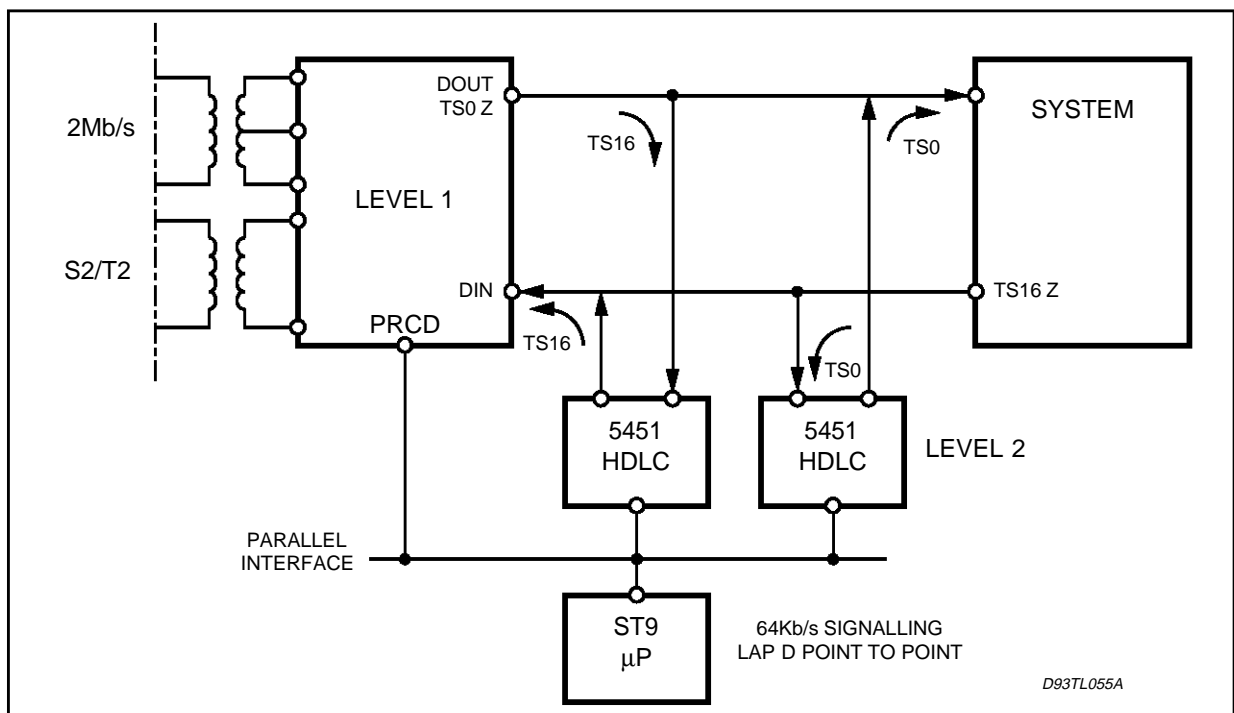 DOUT
TS0 Z
2Mb/s
TS16
TS0
SYSTEM
LEVEL 1
S2/T2
DIN
TS16 Z
PRCD
TS16
TS0
5451
HDLC
5451
HDLC
LEVEL 2
PARALLEL
INTERFACE
ST9
µP
64Kb/s SIGNALLING
LAP D POINT TO POINT
D93TL055A